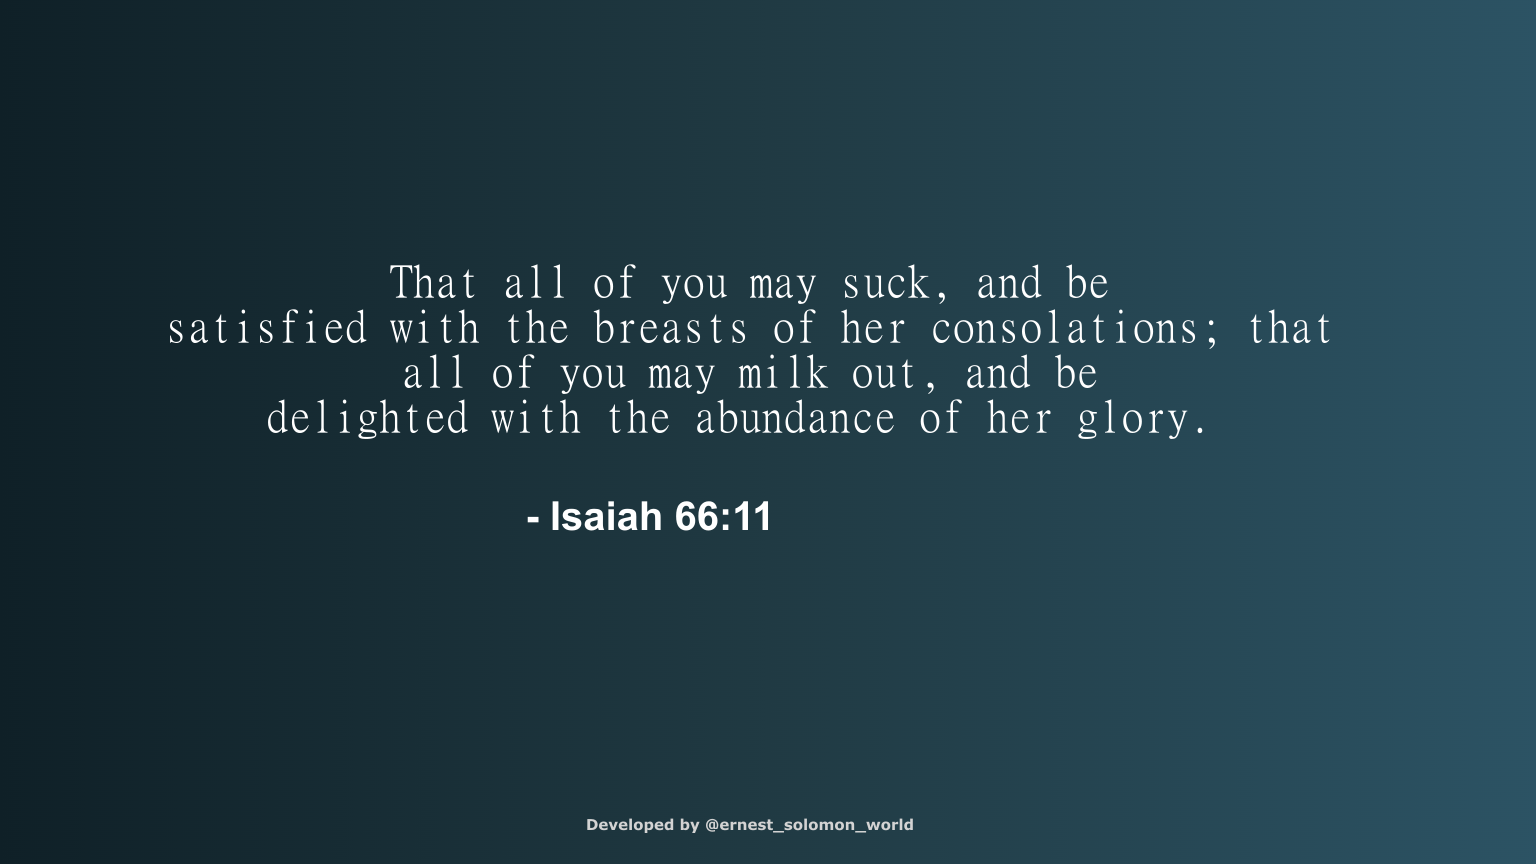 That all of you may suck, and be
satisfied with the breasts of her consolations; that
all of you may milk out, and be
delighted with the abundance of her glory.
- Isaiah 66:11
Developed by @ernest_solomon_world